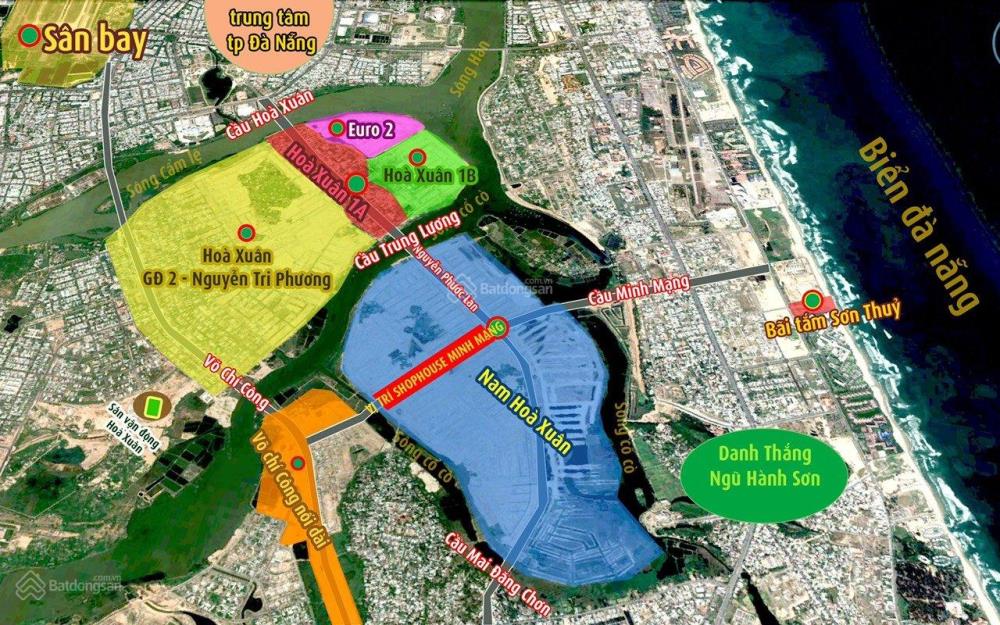 Sân bay
trung tâm
tp Đà Nẵng
Cầu Hoà Xuân
Sông Hàn
Euro 2
Hoà Xuân 1A
Hoà Xuân 1B
Sông Cẩm lệ
Hoà Xuân
GĐ 2 - Nguyễn Tri Phương
Cầu Trung Lương
cổ cò
Nguyễn Phước Lan
Batdongsan
.com.vn
Cầu Minh Mạng
Biển đà nẵng
Bãi tắm Sơn Thuỷ
VỊ TRÍ SHOPHOUSE MINH MẠNG
Võ Chí Công
Sân vận động
Hoà Xuân
Nam Hoà Xuân
Sông cổ cò
Sông cổ cò
Võ chí Công nối dài
Danh Thắng
Ngũ Hành Sơn
Cầu Mai Đăng Chơn
Batdongsan
.com.vn
Batdongsan
.com.vn